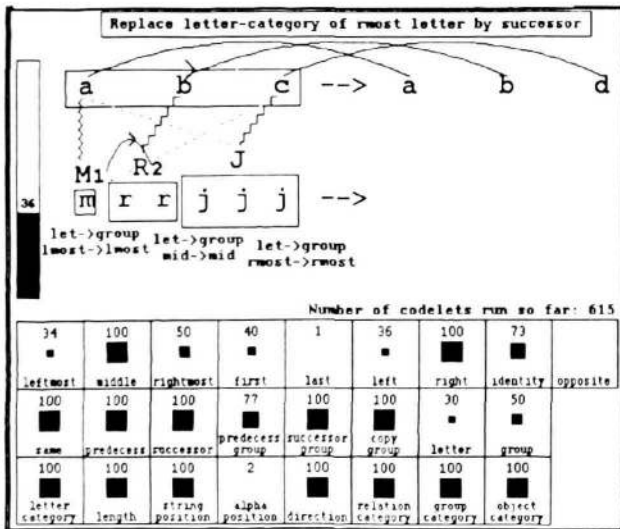 Replace letter-category of rmost letter by successor
a b c --> a b d
M1 R2 J
m r r j j j -->
36
let->group let->group let->group
lmost->lmost mid->mid rmost->rmost
Number of codelets run so far: 615
34 100 50 40 1 36 100 73
leftmost middle rightmost first last left right identity opposite
100 100 100 77 100 100 30 50
same predecess successor predecess group successor group copy group letter group
100 100 100 2 100 100 100 100
letter category length string position alpha position direction relation category group category object category